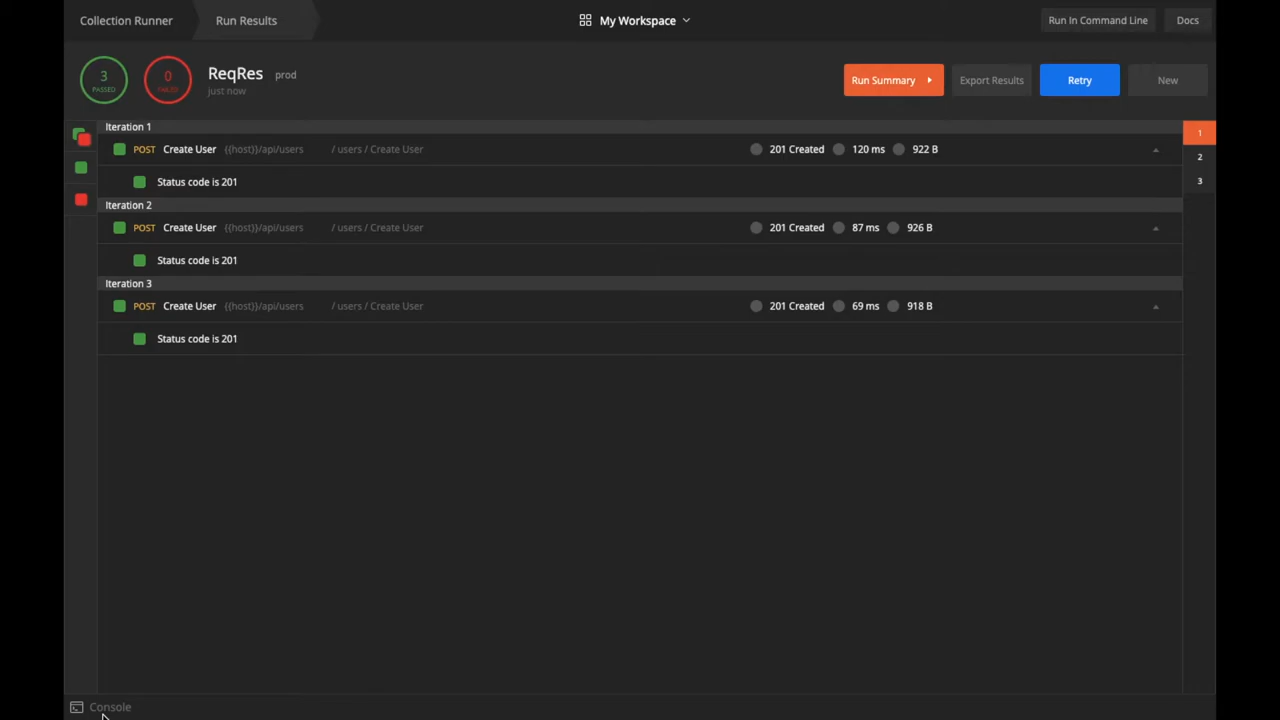 Collection Runner Run Results My Workspace Run In Command Line Docs
3 PASSED 0 FAILED ReqRes prod just now Run Summary Export Results Retry New
Iteration 1
POST Create User {{host}}/api/users / users / Create User 201 Created 120 ms 922 B
Status code is 201
Iteration 2
POST Create User {{host}}/api/users / users / Create User 201 Created 87 ms 926 B
Status code is 201
Iteration 3
POST Create User {{host}}/api/users / users / Create User 201 Created 69 ms 918 B
Status code is 201
1
2
3
Console